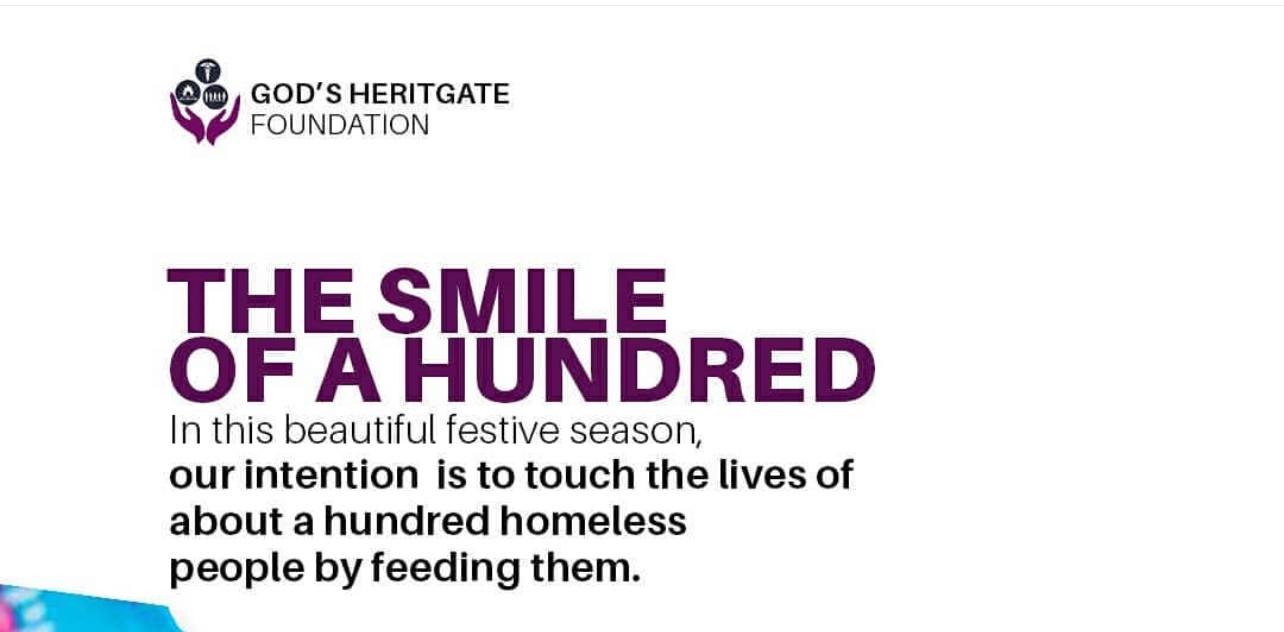 GOD'S HERITGATE
FOUNDATION
THE SMILE
OF A HUNDRED
In this beautiful festive season,
our intention is to touch the lives of
about a hundred homeless
people by feeding them.